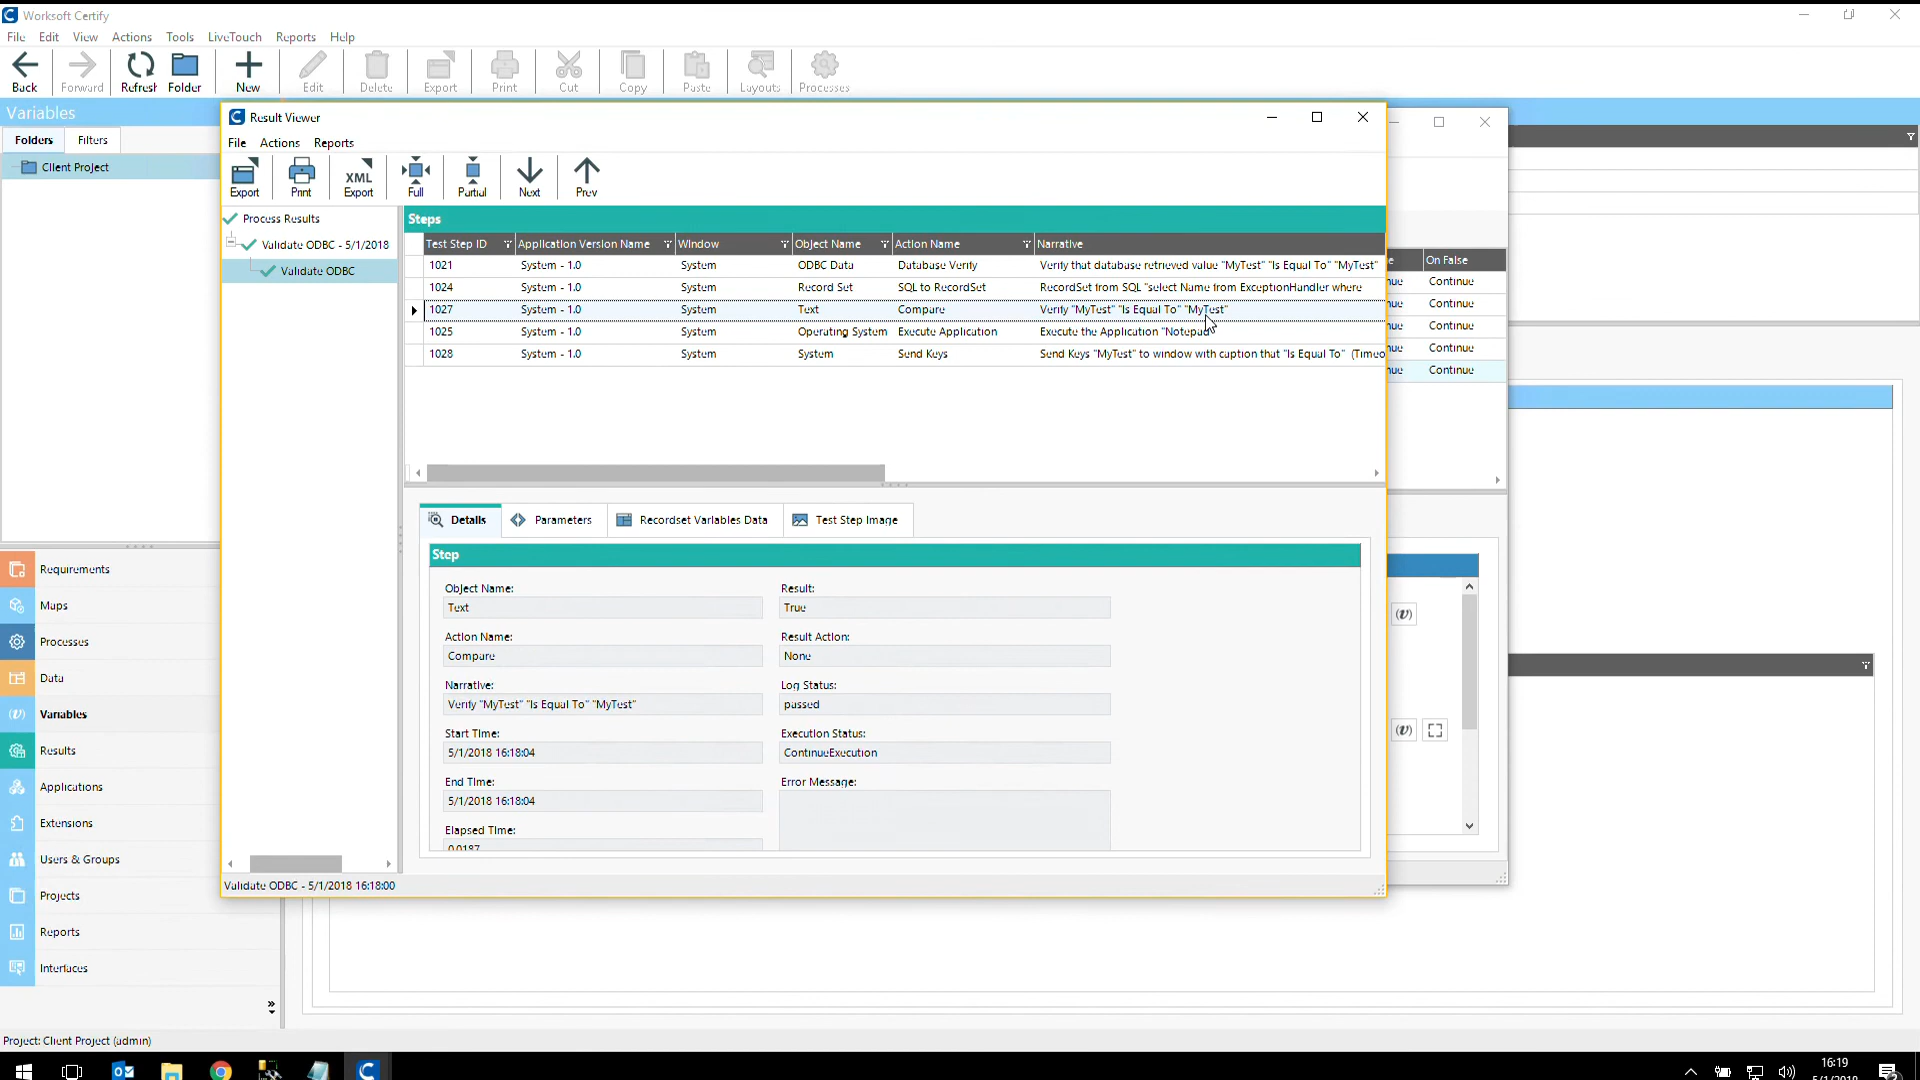 Worksoft Certify
File Edit View Actions Tools LiveTouch Reports Help
Back Forward Refresh Folder New Edit Delete Export Print Cut Copy Paste Layouts Processes
Variables
Folders Filters
Client Project
Result Viewer
File Actions Reports
Export Print XML Export Full Partial Next Prev
Process Results
Validate ODBC - 5/1/2018
Validate ODBC
Steps
Test Step ID Application Version Name Window Object Name Action Name Narrative
1021 System - 1.0 System ODBC Data Database Verify Verify that database retrieved value "MyTest" "Is Equal To" "MyTest"
1024 System - 1.0 System Record Set SQL to RecordSet RecordSet from SQL "select Name from ExceptionHandler where
1027 System - 1.0 System Text Compare Verify "MyTest" "Is Equal To" "MyTest"
1025 System - 1.0 System Operating System Execute Application Execute the Application "Notepad"
1028 System - 1.0 System System Send Keys Send Keys "MyTest" to window with caption that "Is Equal To" (Timeo
On False
Continue
Continue
Continue
Continue
Continue
Details Parameters Recordset Variables Data Test Step Image
Step
Object Name: Result:
Text True
Action Name: Result Action:
Compare None
Narrative: Log Status:
Verify "MyTest" "Is Equal To" "MyTest" passed
Start Time: Execution Status:
5/1/2018 16:18:04 ContinueExecution
End Time: Error Message:
5/1/2018 16:18:04
Elapsed Time:
0.0187
Validate ODBC - 5/1/2018 16:18:00
Requirements
Maps
Processes
Data
Variables
Results
Applications
Extensions
Users & Groups
Projects
Reports
Interfaces
Project: Client Project (admin)
16:19
5/1/2018